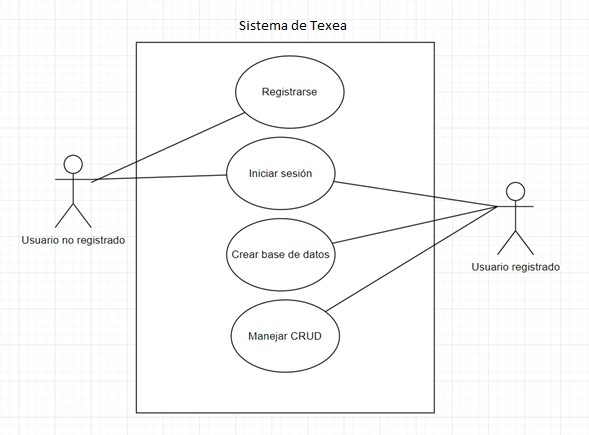 Sistema de Texea
Registrarse
Iniciar sesión
Usuario no registrado
Crear base de datos
Usuario registrado
Manejar CRUD